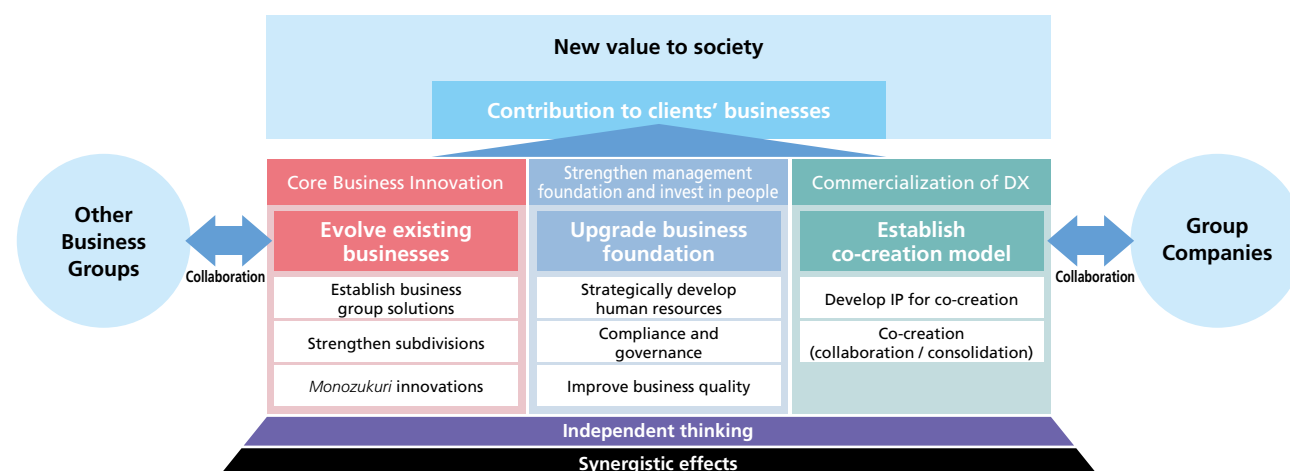 New value to society
Contribution to clients' businesses
Other
Business
Groups
Collaboration
Core Business Innovation
Evolve existing
businesses
Establish business
group solutions
Strengthen subdivisions
Monozukuri innovations
Strengthen management
foundation and invest in people
Upgrade business
foundation
Strategically develop
human resources
Compliance and
governance
Improve business quality
Commercialization of DX
Establish
co-creation model
Develop IP for co-creation
Co-creation
(collaboration / consolidation)
Collaboration
Group
Companies
Independent thinking
Synergistic effects